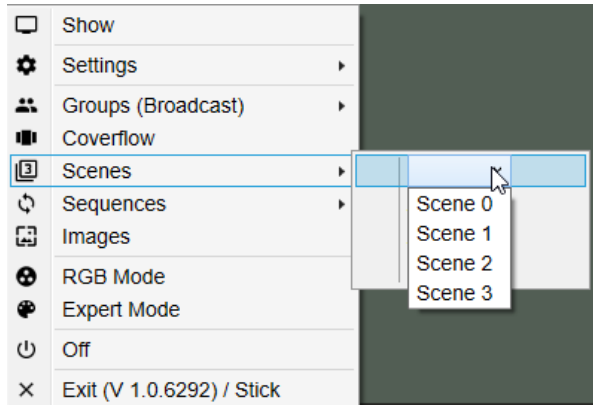 Show
Settings
Groups (Broadcast)
Coverflow
3
Scenes
Sequences
Images
RGB Mode
Expert Mode
Off
Exit (V 1.0.6292) / Stick
Scene 0
Scene 1
Scene 2
Scene 3